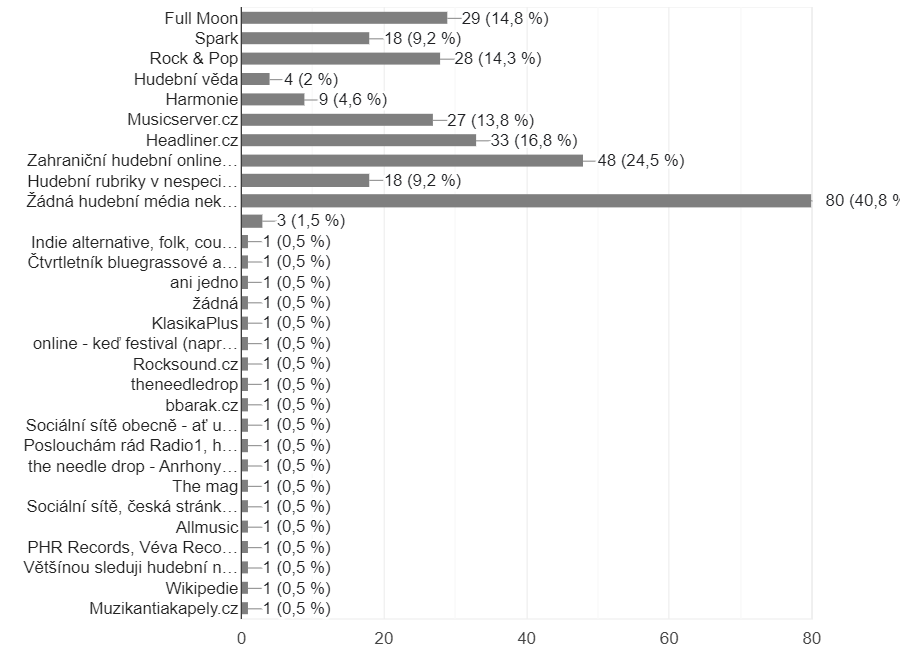 Full Moon 29 (14,8 %)
Spark 18 (9,2 %)
Rock & Pop 28 (14,3 %)
Hudební věda 4 (2 %)
Harmonie 9 (4,6 %)
Musicserver.cz 27 (13,8 %)
Headliner.cz 33 (16,8 %)
Zahraniční hudební online… 48 (24,5 %)
Hudební rubriky v nespeci… 18 (9,2 %)
Žádná hudební média nek… 80 (40,8 %
3 (1,5 %)
Indie alternative, folk, cou… 1 (0,5 %)
Čtvrtletník bluegrassové a… 1 (0,5 %)
ani jedno 1 (0,5 %)
žádná 1 (0,5 %)
KlasikaPlus 1 (0,5 %)
online - keď festival (napr… 1 (0,5 %)
Rocksound.cz 1 (0,5 %)
theneedledrop 1 (0,5 %)
bbarak.cz 1 (0,5 %)
Sociální sítě obecně - ať u… 1 (0,5 %)
Poslouchám rád Radio1, h… 1 (0,5 %)
the needle drop - Anrhony… 1 (0,5 %)
The mag 1 (0,5 %)
Sociální sítě, česká stránk… 1 (0,5 %)
Allmusic 1 (0,5 %)
PHR Records, Véva Reco… 1 (0,5 %)
Většínou sleduji hudební n… 1 (0,5 %)
Wikipedie 1 (0,5 %)
Muzikantiakapely.cz 1 (0,5 %)
0 20 40 60 80